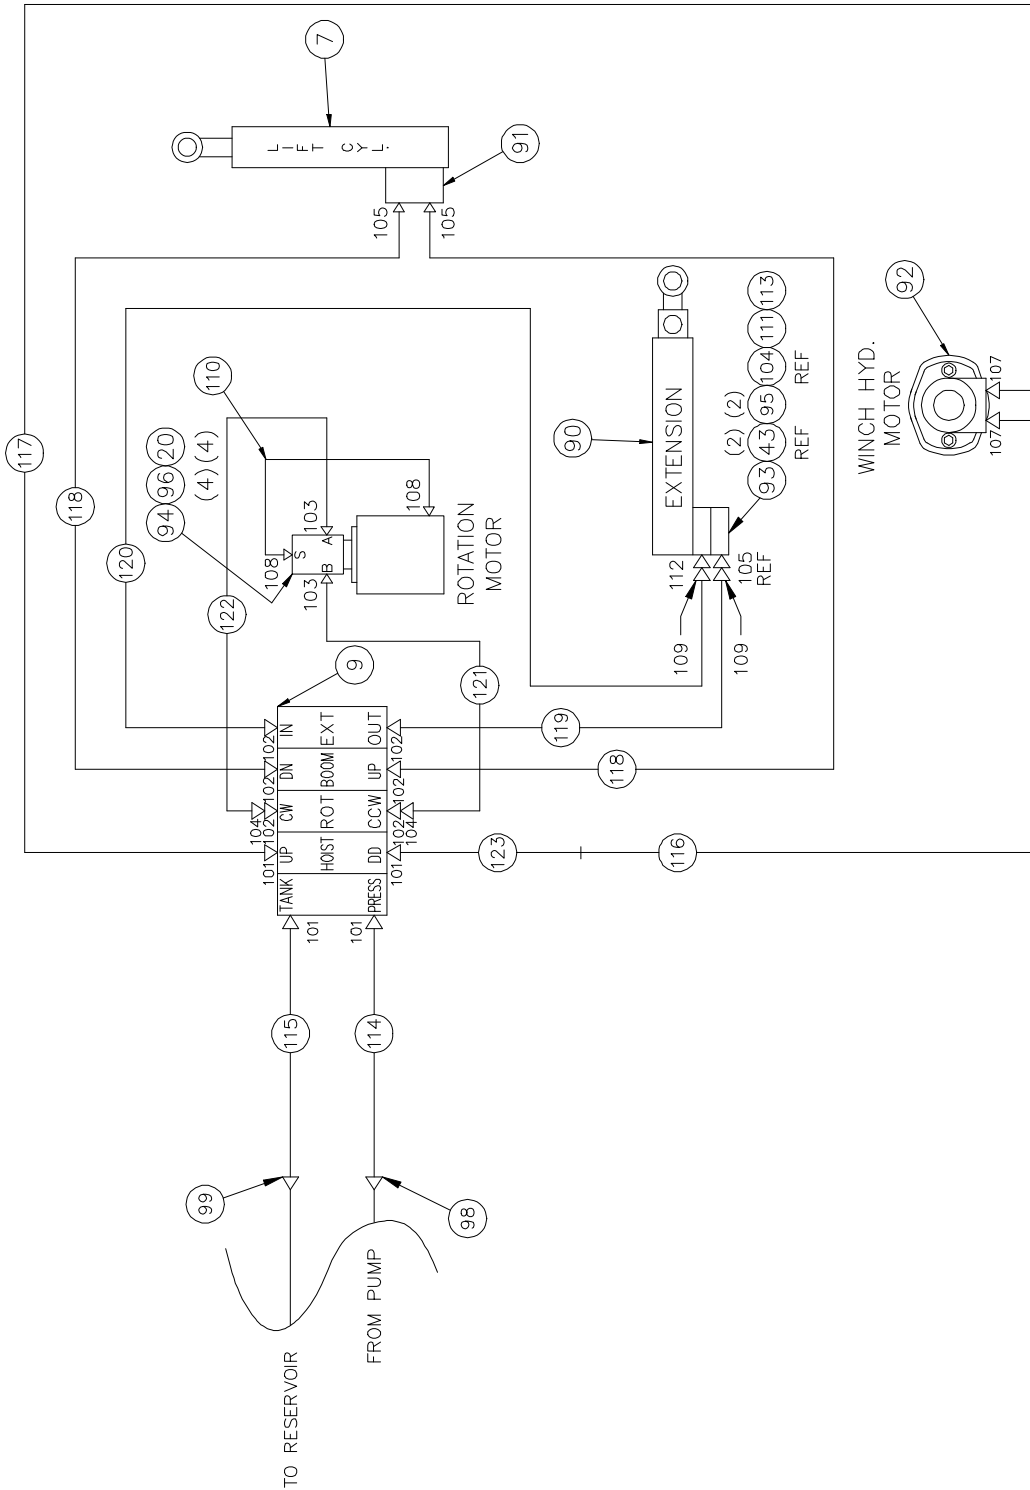 117
118
120
94 96 20
(4) (4)
110
99
122
101
104
102
102
102
TANK
UP
CW
DN
IN
108
S
TO RESERVOIR
115
101
HOIST
ROT
BOOM
EXT
103
B
A
103
7
LIFT CYL.
9
101
PRESS
DD
CCW
UP
OUT
FROM PUMP
114
101
102
104
102
102
105
105
108
98
ROTATION
MOTOR
121
123
91
119
90
118
EXTENSION
116
109
112
109
105
REF
(2) (2)
93 43 95 104 111 113
REF
REF
WINCH HYD.
MOTOR
92
107
107